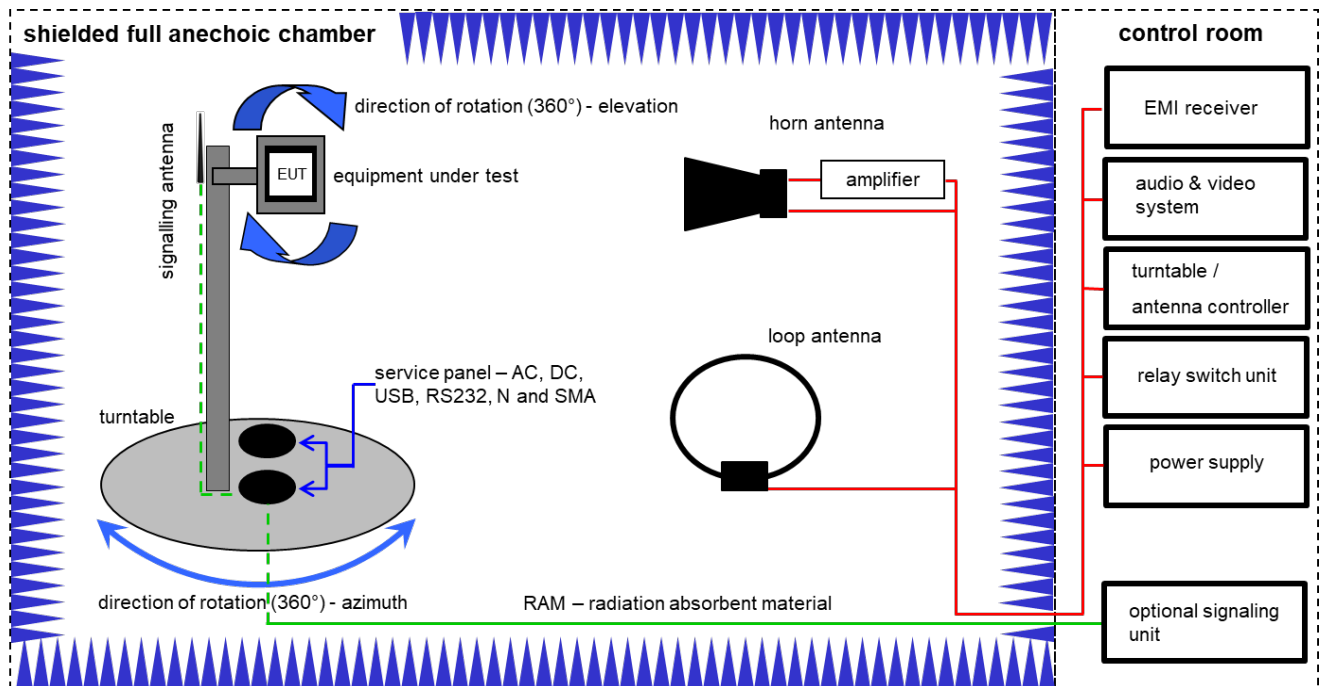 shielded full anechoic chamber
control room
direction of rotation (360°) - elevation
signalling antenna
EUT
equipment under test
horn antenna
amplifier
loop antenna
service panel – AC, DC,
USB, RS232, N and SMA
turntable
direction of rotation (360°) - azimuth
RAM – radiation absorbent material
EMI receiver
audio & video
system
turntable /
antenna controller
relay switch unit
power supply
optional signaling
unit